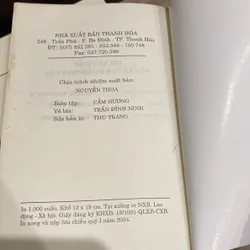 NHÀ XUẤT BẢN THANH HÓA
248 - Trần Phú - P. Ba Đình - TP. Thanh Hóa
ĐT: (037) 852.281 - 853.548 - 720.748
Fax: 037.720.399
Chịu trách nhiệm xuất bản:
NGUYỄN THOA
Biên tập: CẨM HƯƠNG
Vẽ bìa: TRẦN ĐÌNH NINH
Sửa bản in: THU TRANG
In 1.000 cuốn, Khổ 13 x 19 cm. Tại xưởng in NXB. Lao
động - Xã hội. Giấy đăng ký KHXB: 18/1001 QLXB-CXB.
In xong và nộp lưu chiểu quý I năm 2004.